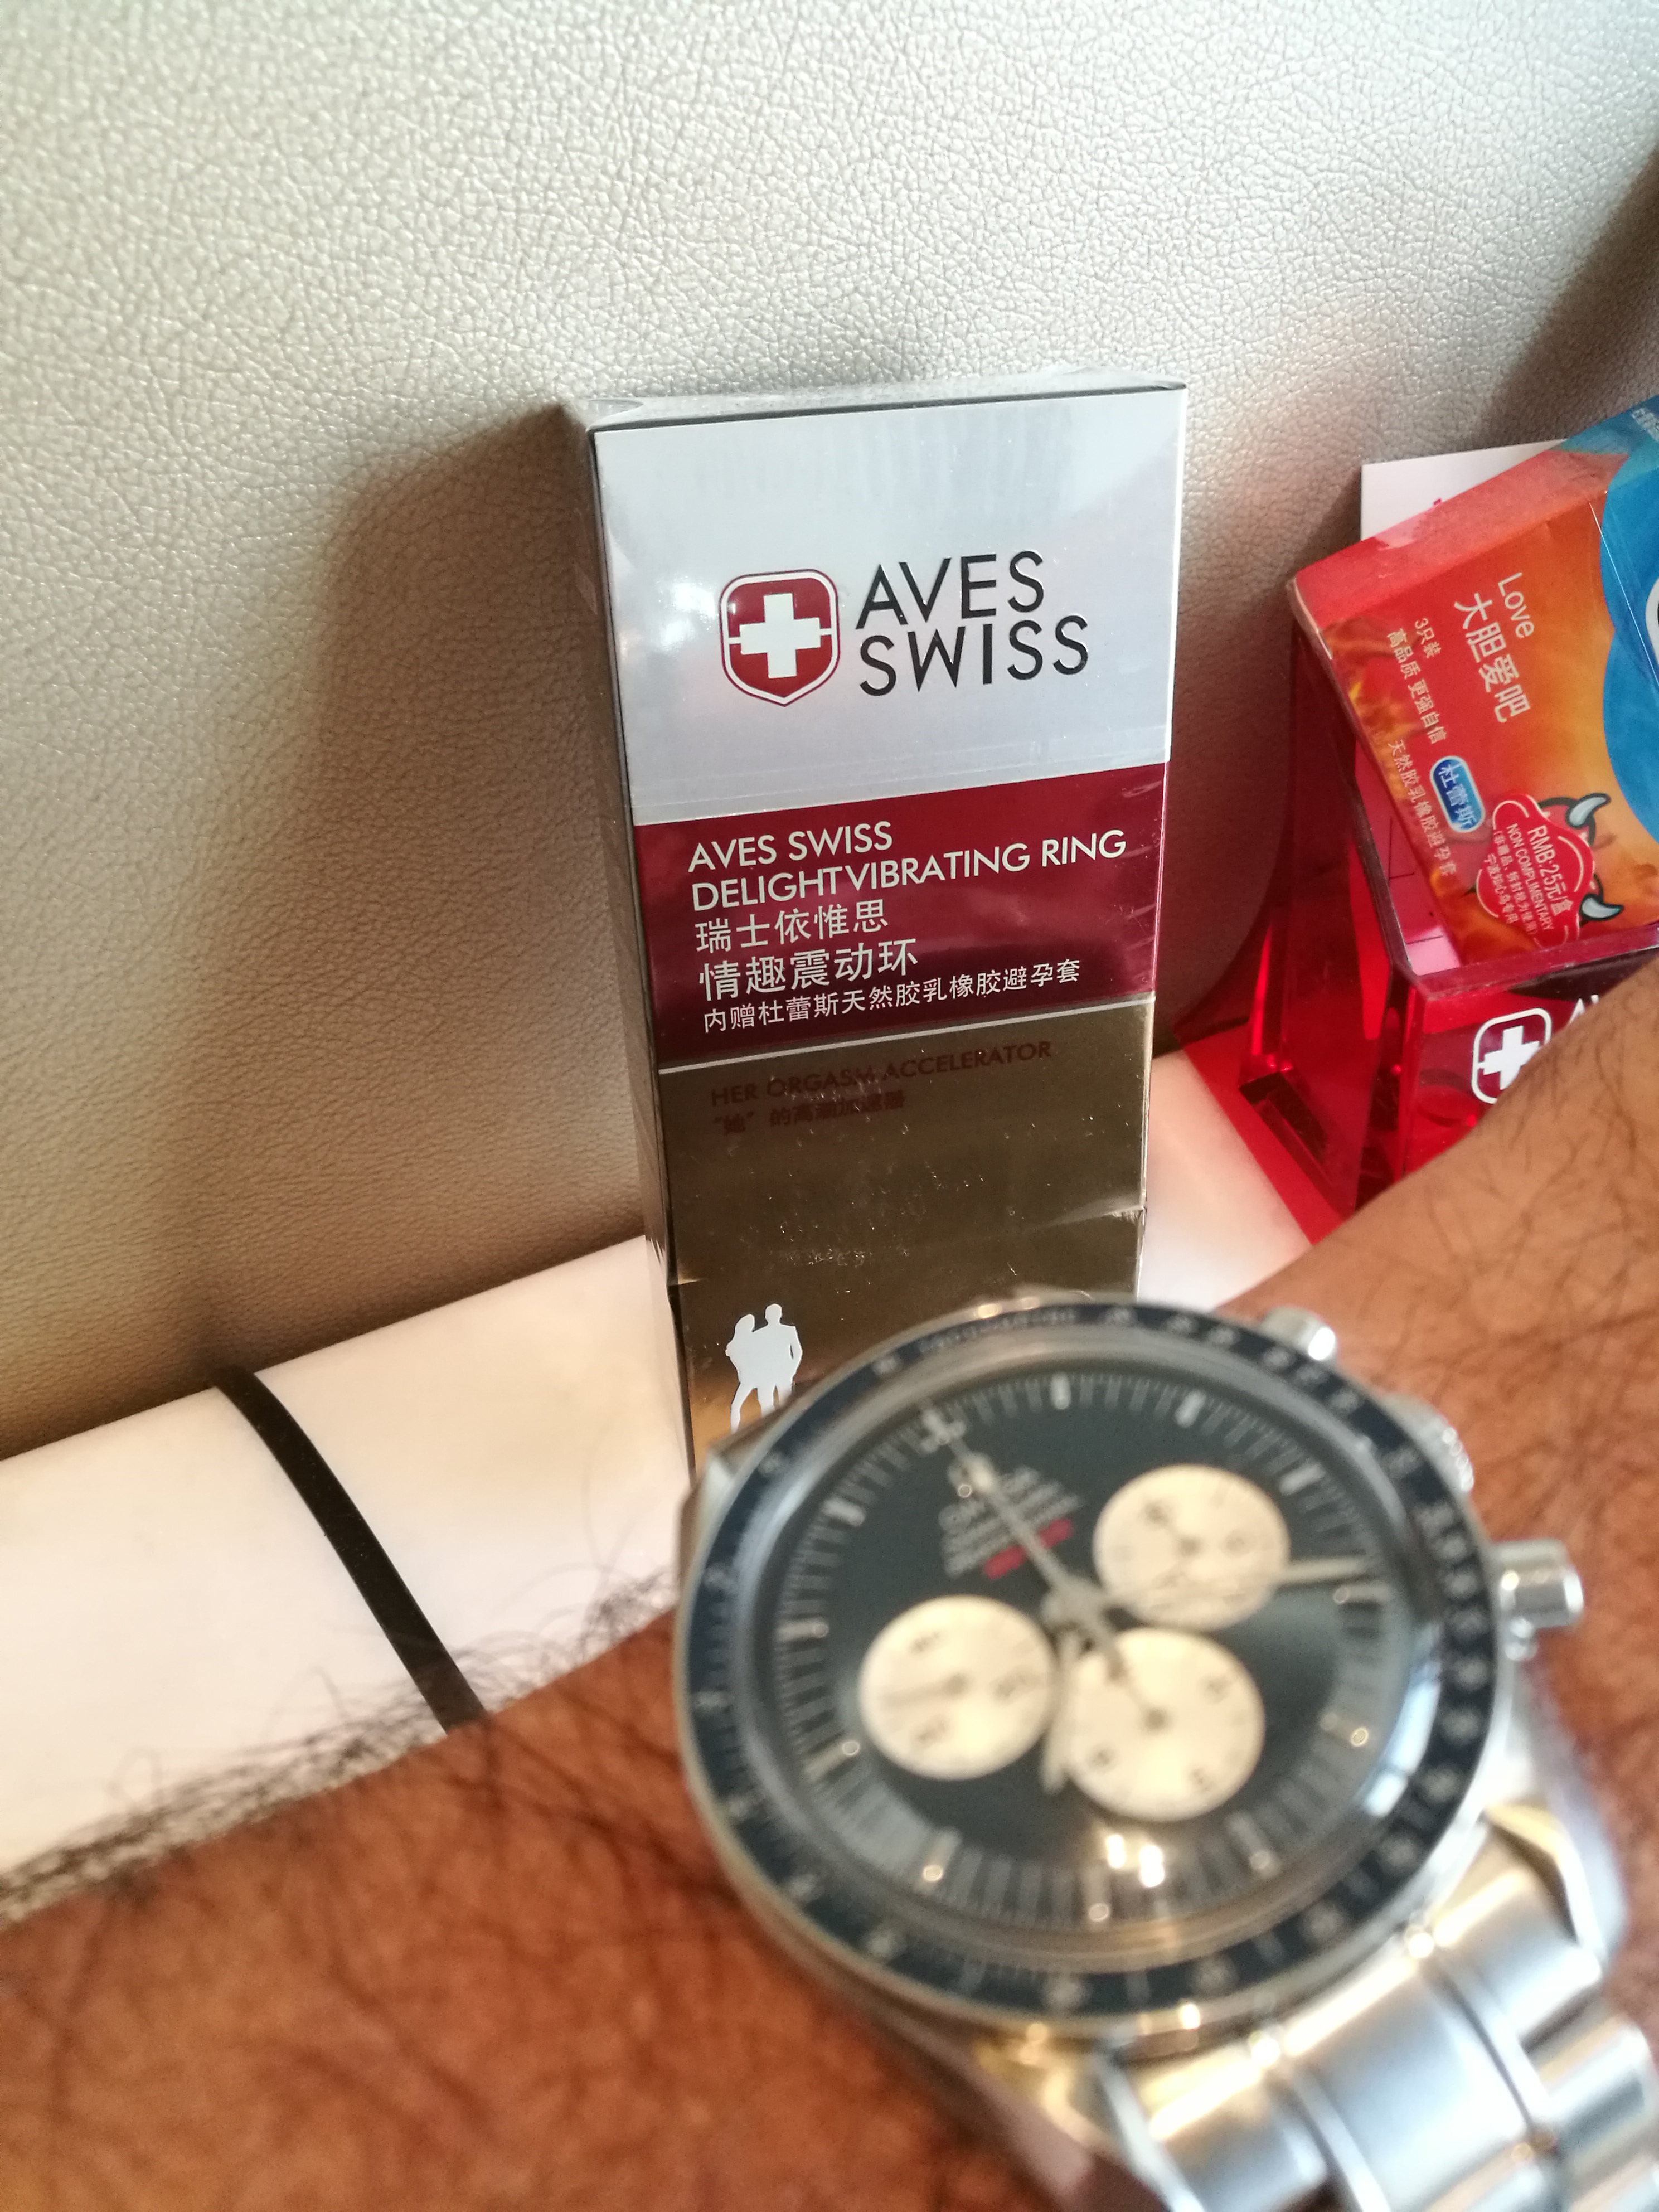 AVES
SWISS
AVES SWISS
DELIGHT VIBRATING RING
瑞士依惟思
情趣震动环
内赠杜蕾斯天然胶乳橡胶避孕套
HER ORGASM ACCELERATOR
“她”的高潮加速器
Love
大胆爱吧
3只装
高品质 更强自信
天然胶乳橡胶避孕套
杜蕾斯
RMB:25元/盒
NON COMPLIMENTARY